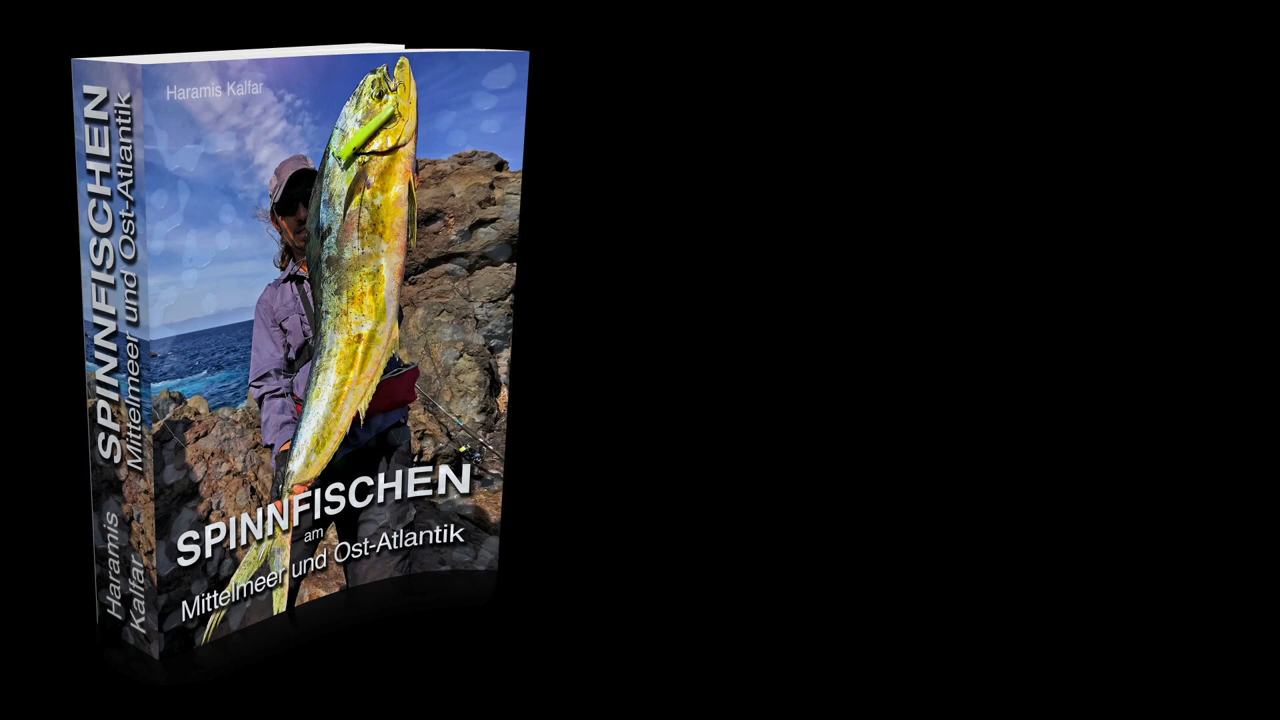 Haramis Kalfar
SPINNFISCHEN
am
Mittelmeer und Ost-Atlantik
SPINNFISCHEN
Mittelmeer und Ost-Atlantik
Haramis
Kalfar